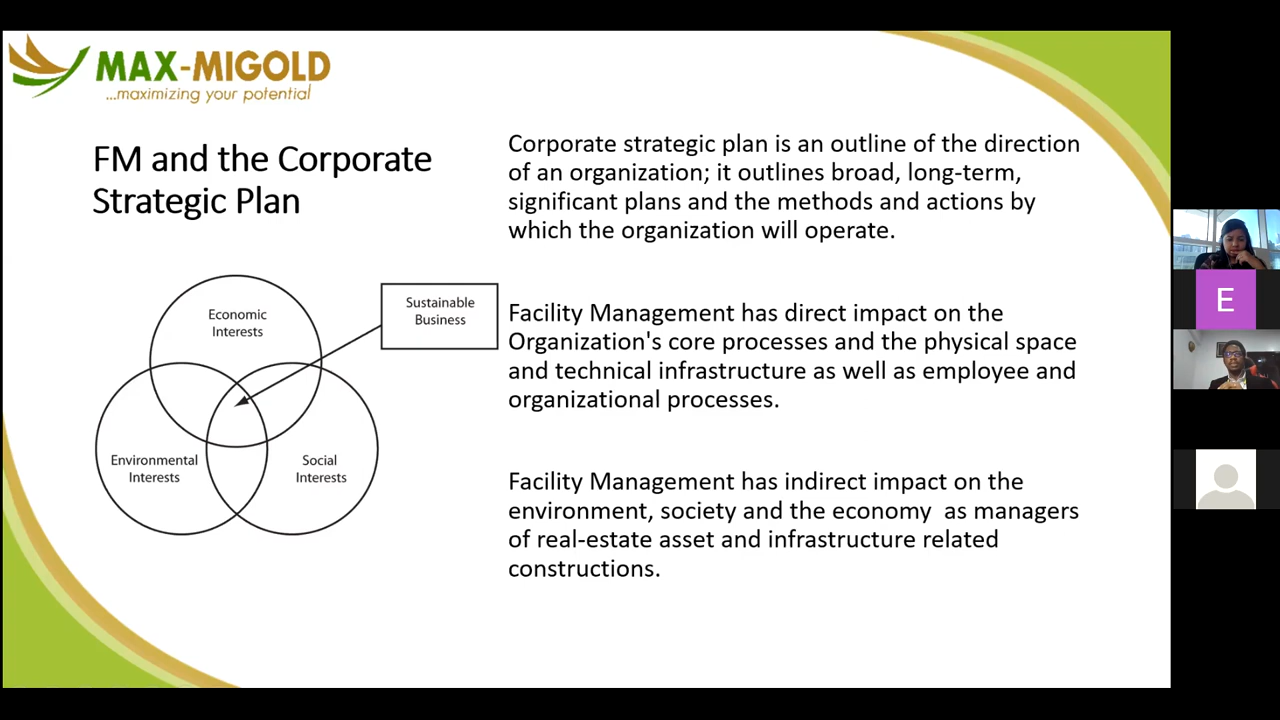 MAX-MIGOLD
...maximizing your potential
FM and the Corporate
Strategic Plan
Economic
Interests
Sustainable
Business
Environmental
Interests
Social
Interests
Corporate strategic plan is an outline of the direction
of an organization; it outlines broad, long-term,
significant plans and the methods and actions by
which the organization will operate.
Facility Management has direct impact on the
Organization's core processes and the physical space
and technical infrastructure as well as employee and
organizational processes.
Facility Management has indirect impact on the
environment, society and the economy  as managers
of real-estate asset and infrastructure related
constructions.
E